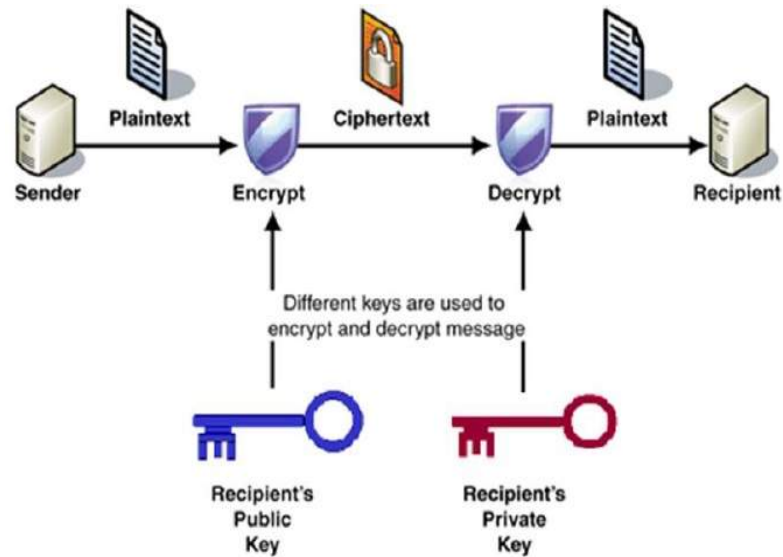 Plaintext
Ciphertext
Plaintext
Sender
Encrypt
Decrypt
Recipient
Different keys are used to
encrypt and decrypt message
Recipient's
Public
Key
Recipient's
Private
Key